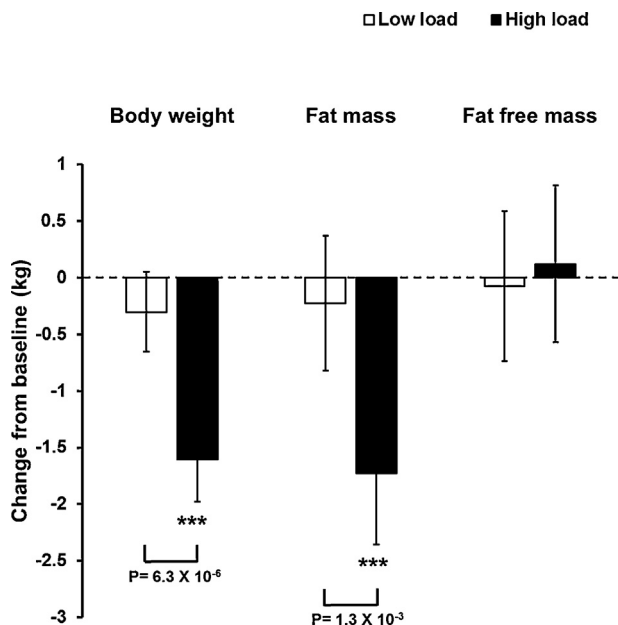 Low load High load
Body weight Fat mass Fat free mass
Change from baseline (kg)
1
0.5
0
-0.5
-1
-1.5
-2
-2.5
-3
***
***
P= 6.3 X 10⁻⁶
P= 1.3 X 10⁻³